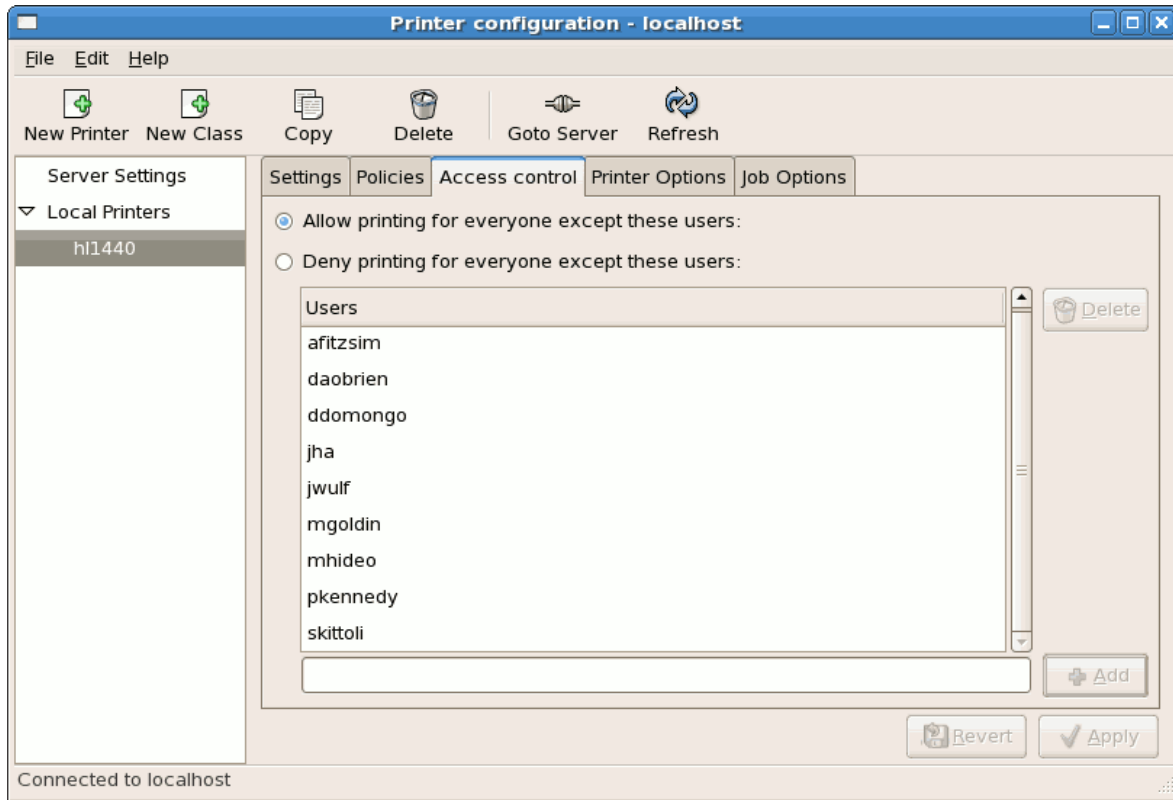 Printer configuration - localhost
File Edit Help
New Printer New Class Copy Delete Goto Server Refresh
Server Settings
Local Printers
hl1440
Settings Policies Access control Printer Options Job Options
Allow printing for everyone except these users:
Deny printing for everyone except these users:
Users
afitzsim
daobrien
ddomongo
jha
jwulf
mgoldin
mhideo
pkennedy
skittoli
Delete
Add
Revert Apply
Connected to localhost